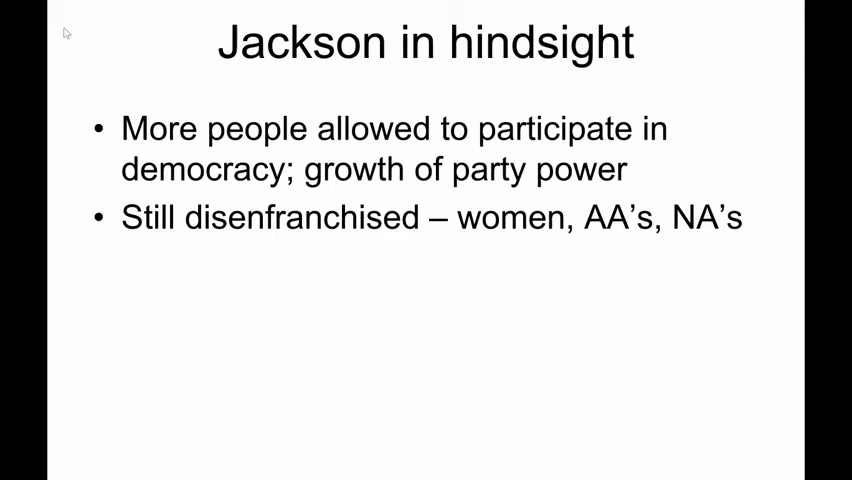 Jackson in hindsight
• More people allowed to participate in
democracy; growth of party power
• Still disenfranchised – women, AA’s, NA’s